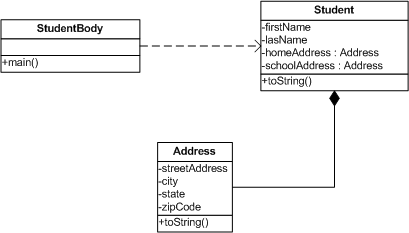 StudentBody
+main()
Student
-firstName
-lasName
-homeAddress : Address
-schoolAddress : Address
+toString()
Address
-streetAddress
-city
-state
-zipCode
+toString()